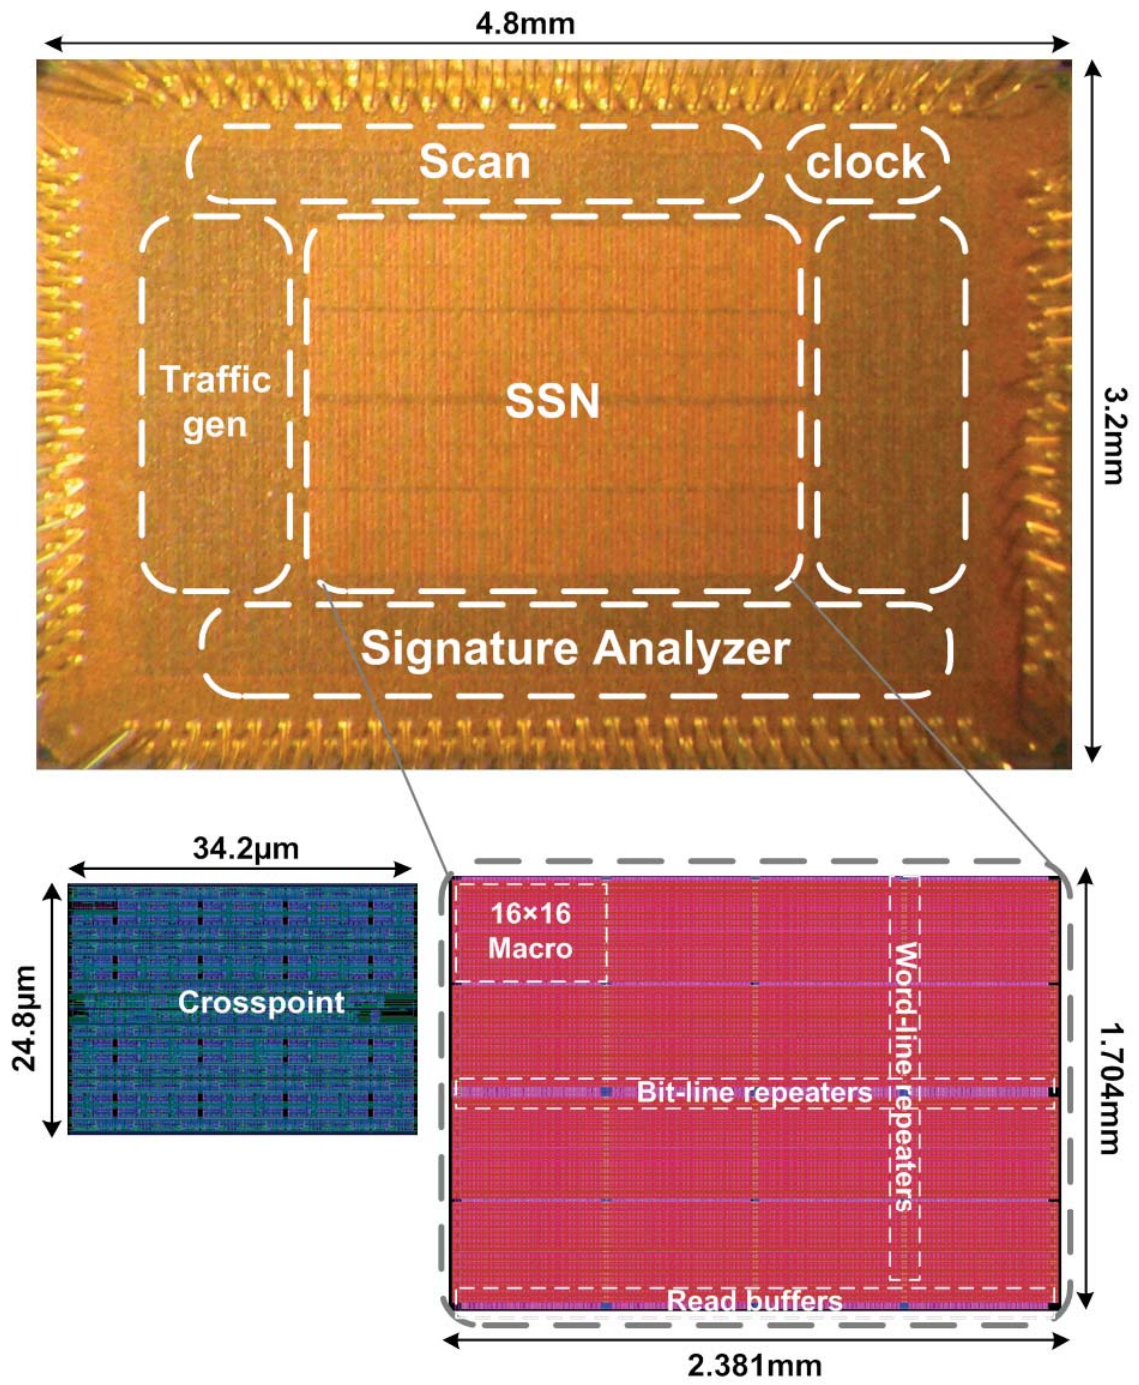 4.8mm
Scan
clock
Traffic
gen
SSN
3.2mm
Signature Analyzer
34.2µm
24.8µm
Crosspoint
16×16
Macro
Word-line repeaters
Bit-line repeaters
1.704mm
Read buffers
2.381mm